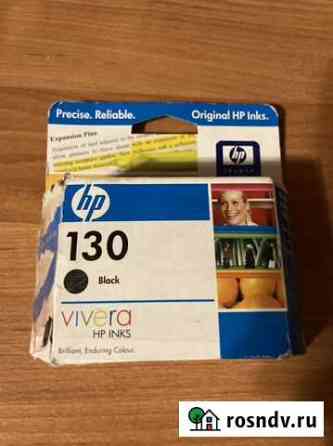 Precise. Reliable.
Original HP Inks.
Expansion Plan
hp
invent
hp
130
Black
vivera
HP INKS
Brilliant, Enduring Colour.
rosndv.ru